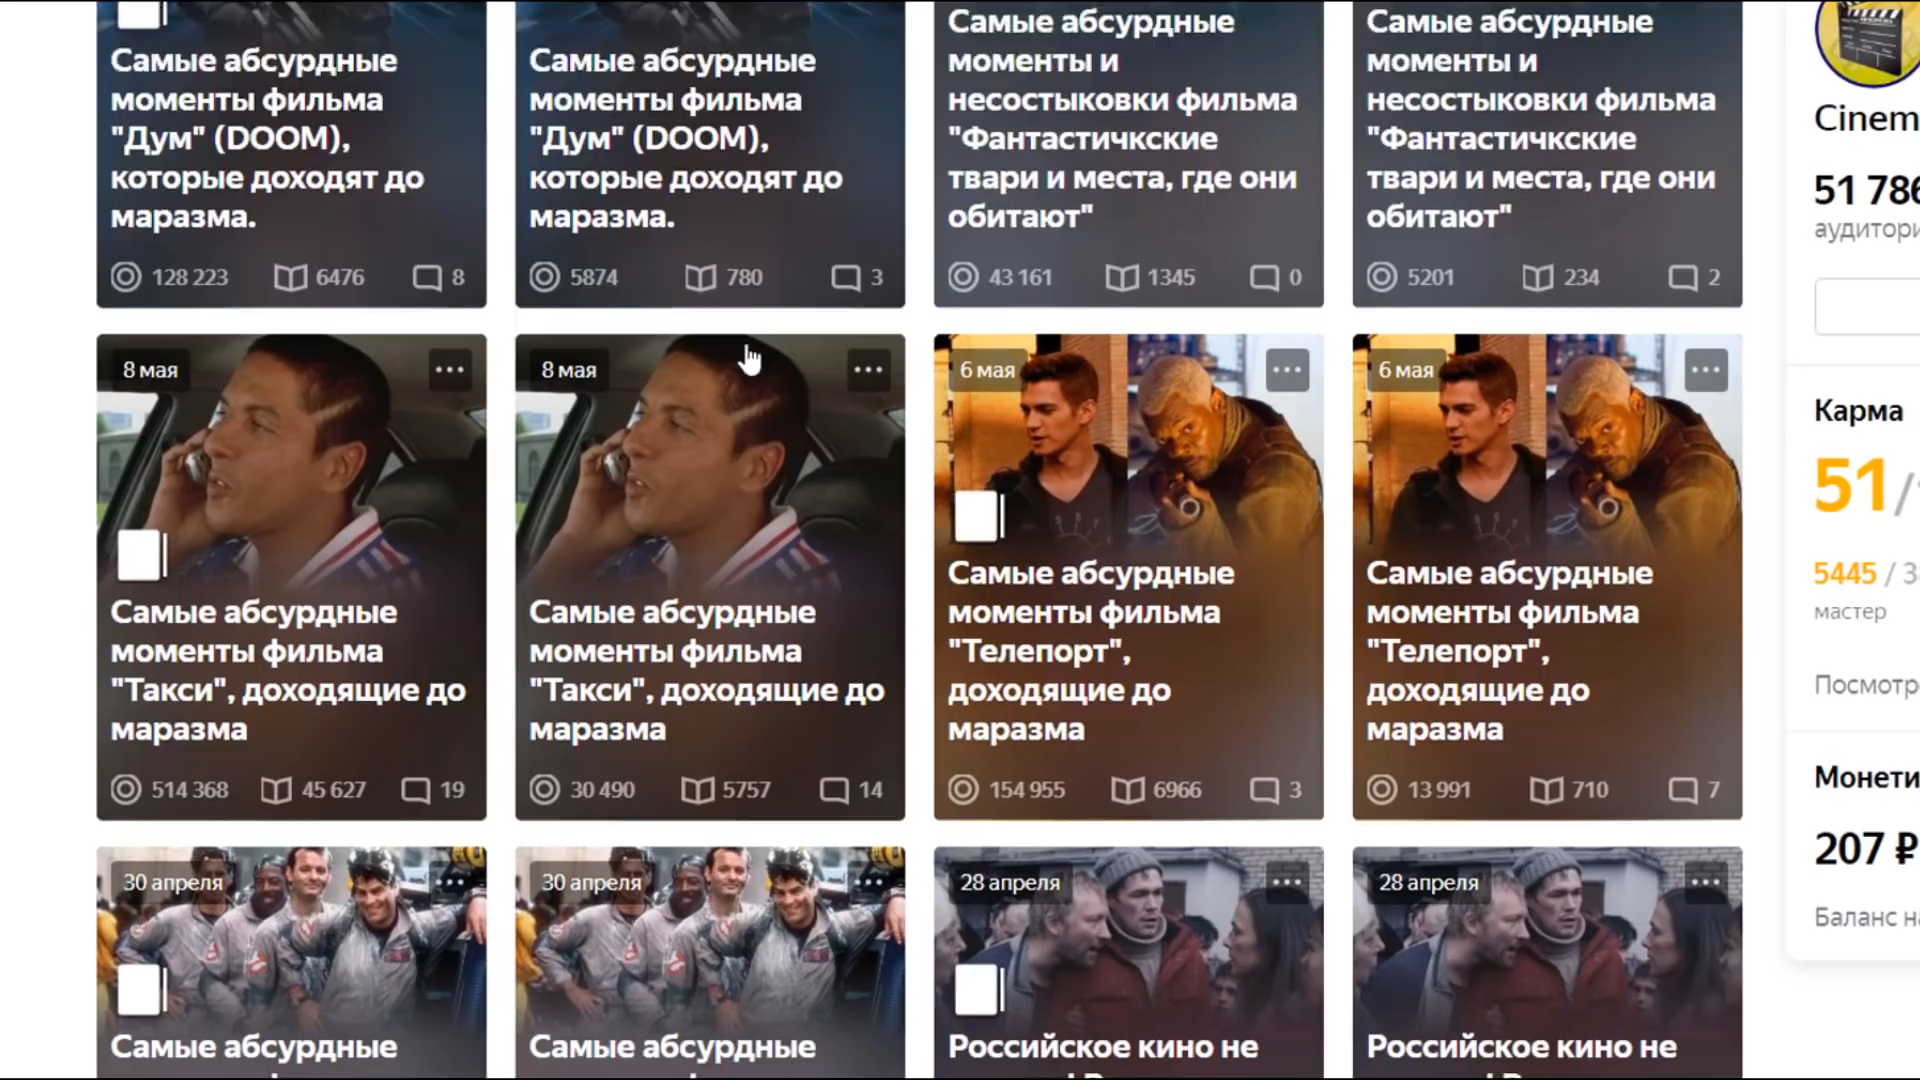 Самые абсурдные
моменты фильма
"Дум" (DOOM),
которые доходят до
маразма.
128 223 6476 8
Самые абсурдные
моменты фильма
"Дум" (DOOM),
которые доходят до
маразма.
5874 780 3
Самые абсурдные
моменты и
несостыковки фильма
"Фантастичкские
твари и места, где они
обитают"
43 161 1345 0
Самые абсурдные
моменты и
несостыковки фильма
"Фантастичкские
твари и места, где они
обитают"
5201 234 2
8 мая
Самые абсурдные
моменты фильма
"Такси", доходящие до
маразма
514 368 45 627 19
8 мая
Самые абсурдные
моменты фильма
"Такси", доходящие до
маразма
30 490 5757 14
6 мая
Самые абсурдные
моменты фильма
"Телепорт",
доходящие до
маразма
154 955 6966 3
6 мая
Самые абсурдные
моменты фильма
"Телепорт",
доходящие до
маразма
13 991 710 7
30 апреля
Самые абсурдные
30 апреля
Самые абсурдные
28 апреля
Российское кино не
28 апреля
Российское кино не
Cinem
51 786
аудитори
Карма
51/
5445 / 3
мастер
Посмотр
Монети
207 ₽
Баланс на